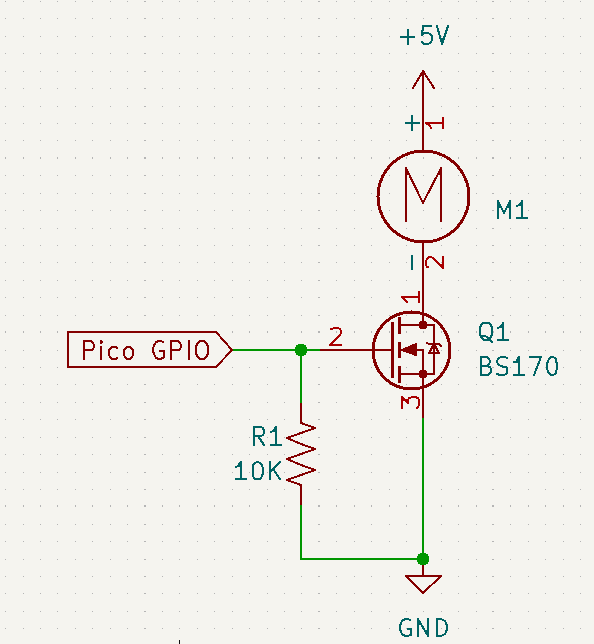 +5V
+
1
M
M1
-
2
1
Pico GPIO
2
Q1
BS170
3
R1
10K
GND